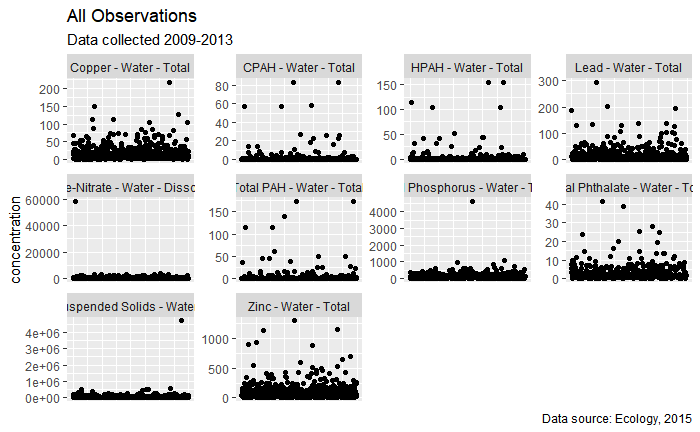 All Observations
Data collected 2009-2013
Copper - Water - Total
CPAH - Water - Total
HPAH - Water - Total
Lead - Water - Total
200
150
100
50
0
80
60
40
20
0
150
100
50
0
300
200
100
0
e-Nitrate - Water - Disso
Total PAH - Water - Tota
Phosphorus - Water - T
al Phthalate - Water - To
60000
40000
20000
0
150
100
50
0
4000
3000
2000
1000
0
40
30
20
10
0
concentration
uspended Solids - Water
Zinc - Water - Total
4e+06
3e+06
2e+06
1e+06
0e+00
1000
500
0
Data source: Ecology, 2015